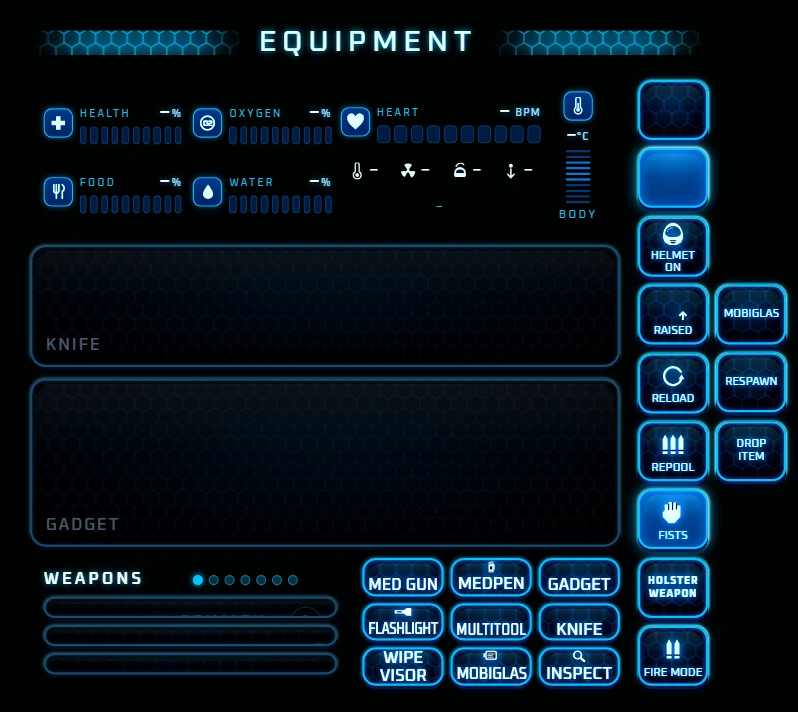 EQUIPMENT
HEALTH –% OXYGEN –% HEART – BPM
O2
–°C
– – – –
FOOD –% WATER –%
–
BODY
HELMET
ON
KNIFE
RAISED MOBIGLAS
RELOAD RESPAWN
REPOOL DROP
ITEM
GADGET
FISTS
WEAPONS
MED GUN MEDPEN GADGET
HOLSTER
WEAPON
FLASHLIGHT MULTITOOL KNIFE
WIPE
VISOR MOBIGLAS INSPECT
FIRE MODE